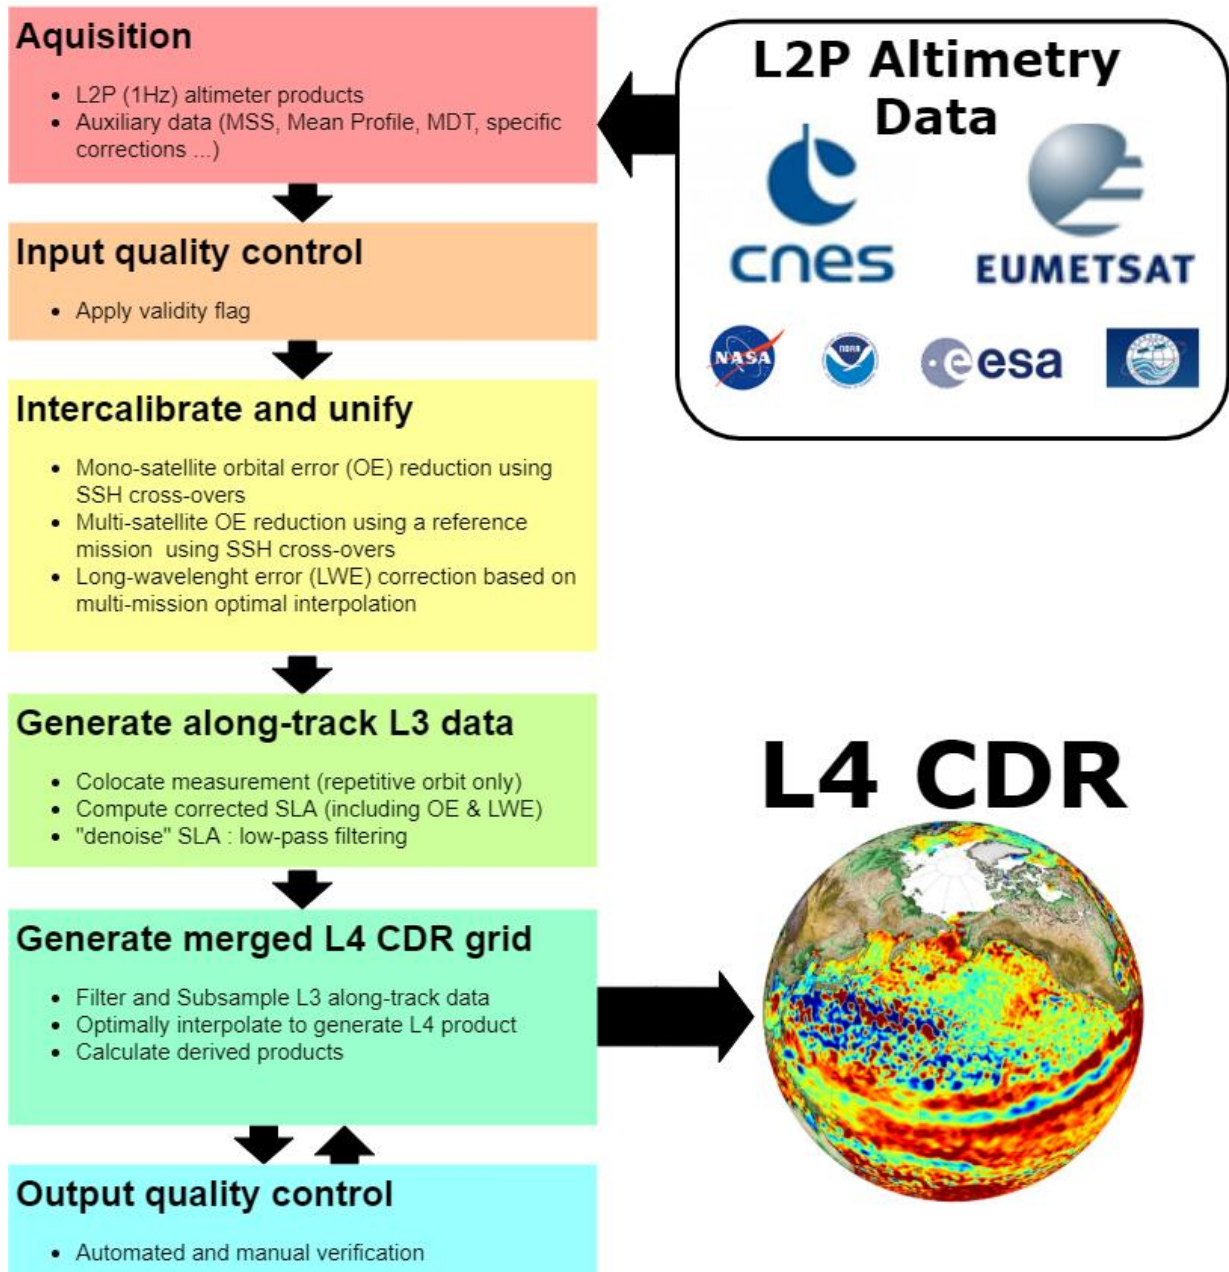 Aquisition
• L2P (1Hz) altimeter products
• Auxiliary data (MSS, Mean Profile, MDT, specific
corrections ...)
L2P Altimetry
Data
cnes
EUMETSAT
NASA
noaa
esa
Input quality control
• Apply validity flag
Intercalibrate and unify
• Mono-satellite orbital error (OE) reduction using
SSH cross-overs
• Multi-satellite OE reduction using a reference
mission using SSH cross-overs
• Long-wavelenght error (LWE) correction based on
multi-mission optimal interpolation
Generate along-track L3 data
• Colocate measurement (repetitive orbit only)
• Compute corrected SLA (including OE & LWE)
• "denoise" SLA : low-pass filtering
Generate merged L4 CDR grid
• Filter and Subsample L3 along-track data
• Optimally interpolate to generate L4 product
• Calculate derived products
L4 CDR
Output quality control
• Automated and manual verification